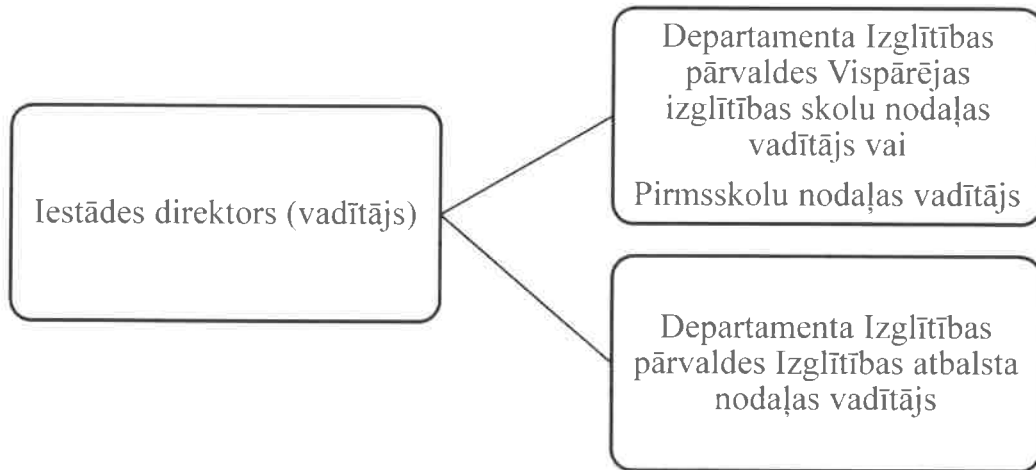 Iestādes direktors (vadītājs)
Departamenta Izglītības
pārvaldes Vispārējas
izglītības skolu nodaļas
vadītājs vai
Pirmsskolu nodaļas vadītājs
Departamenta Izglītības
pārvaldes Izglītības atbalsta
nodaļas vadītājs